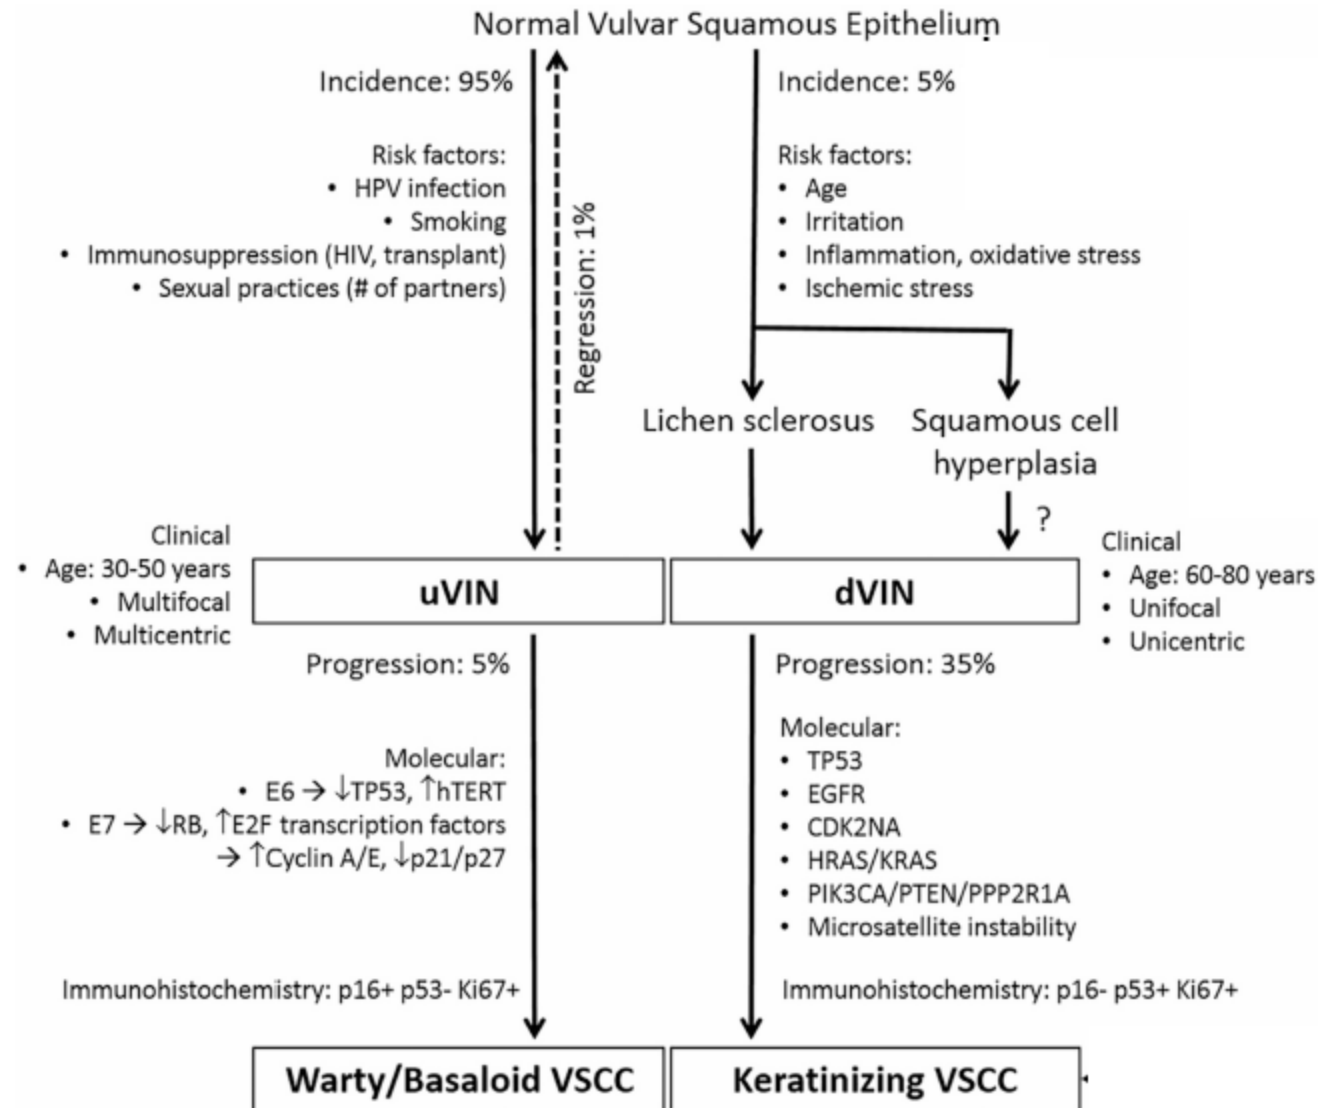 Normal Vulvar Squamous Epithelium
Incidence: 95%
Risk factors:
• HPV infection
• Smoking
• Immunosuppression (HIV, transplant)
• Sexual practices (# of partners)
Regression: 1%
Incidence: 5%
Risk factors:
• Age
• Irritation
• Inflammation, oxidative stress
• Ischemic stress
Lichen sclerosus
Squamous cell
hyperplasia
?
Clinical
• Age: 30-50 years
• Multifocal
• Multicentric
uVIN
dVIN
Clinical
• Age: 60-80 years
• Unifocal
• Unicentric
Progression: 5%
Molecular:
• E6 → ↓TP53, ↑hTERT
• E7 → ↓RB, ↑E2F transcription factors
→ ↑Cyclin A/E, ↓p21/p27
Immunohistochemistry: p16+ p53- Ki67+
Progression: 35%
Molecular:
• TP53
• EGFR
• CDK2NA
• HRAS/KRAS
• PIK3CA/PTEN/PPP2R1A
• Microsatellite instability
Immunohistochemistry: p16- p53+ Ki67+
Warty/Basaloid VSCC
Keratinizing VSCC